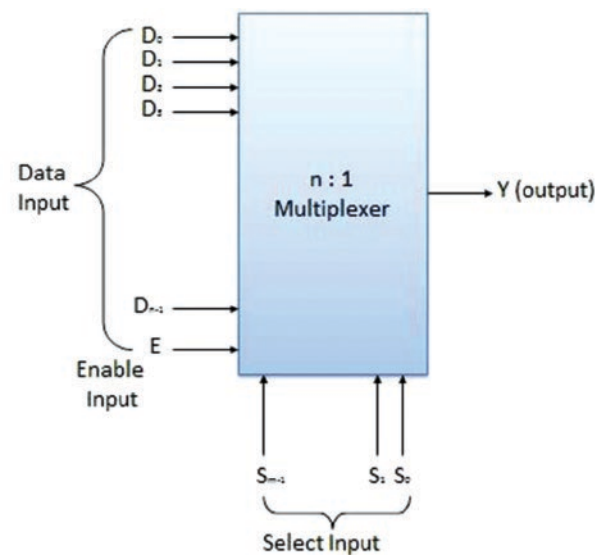 D₀
D₁
D₂
D₃
Data
Input
n : 1
Multiplexer
Y (output)
Dₙ₋₁
E
Enable
Input
Sₘ₋₁
S₁ S₀
Select Input